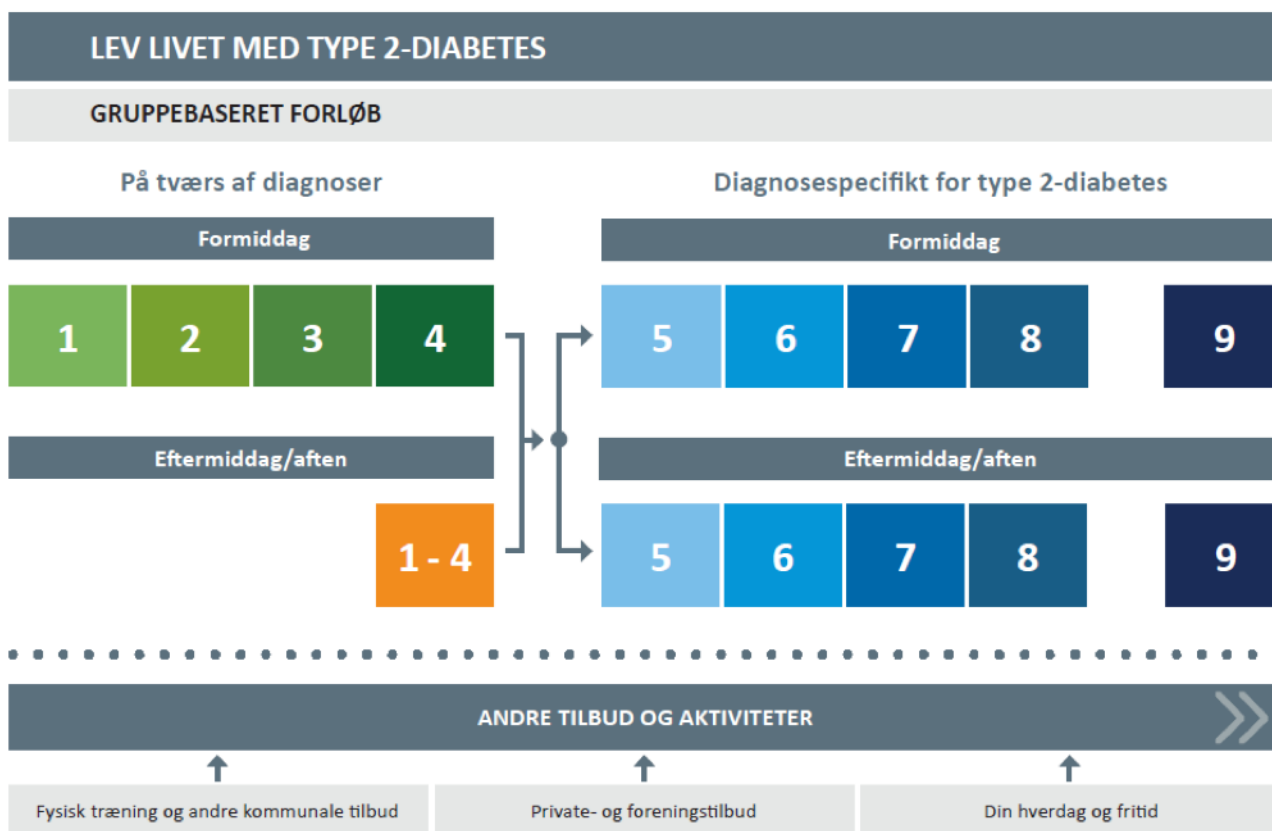 LEV LIVET MED TYPE 2-DIABETES
GRUPPEBASERET FORLØB
På tværs af diagnoser
Formiddag
1 2 3 4
Eftermiddag/aften
1 - 4
Diagnosespecifikt for type 2-diabetes
Formiddag
5 6 7 8 9
Eftermiddag/aften
5 6 7 8 9
ANDRE TILBUD OG AKTIVITETER
Fysisk træning og andre kommunale tilbud
Private- og foreningstilbud
Din hverdag og fritid